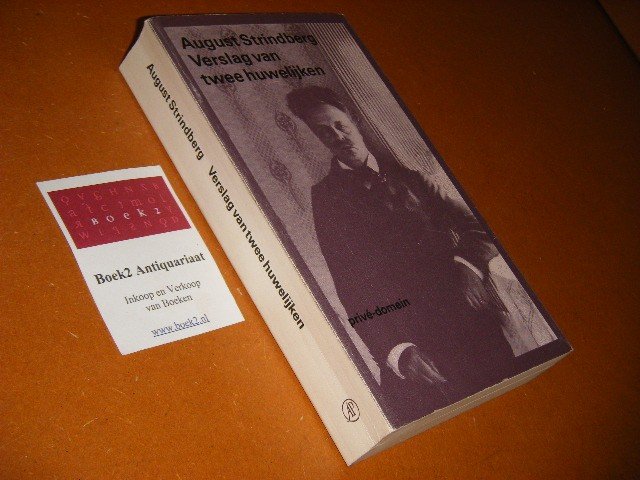 August Strindberg
Verslag van
twee huwelijken
privé-domein
August Strindberg Verslag van twee huwelijken
AP
BOEK2
Boek2 Antiquariaat
Inkoop en Verkoop
van Boeken
www.boek2.nl